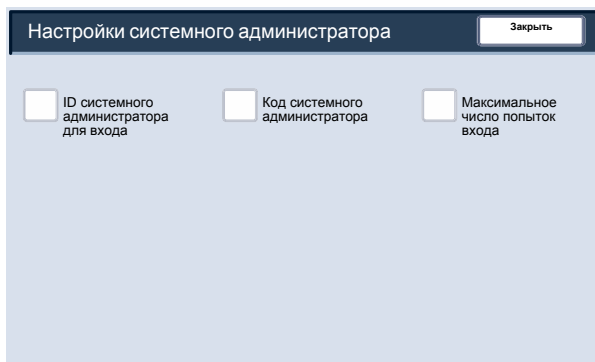 Настройки системного администратора
Закрыть
ID системного
администратора
для входа
Код системного
администратора
Максимальное
число попыток
входа